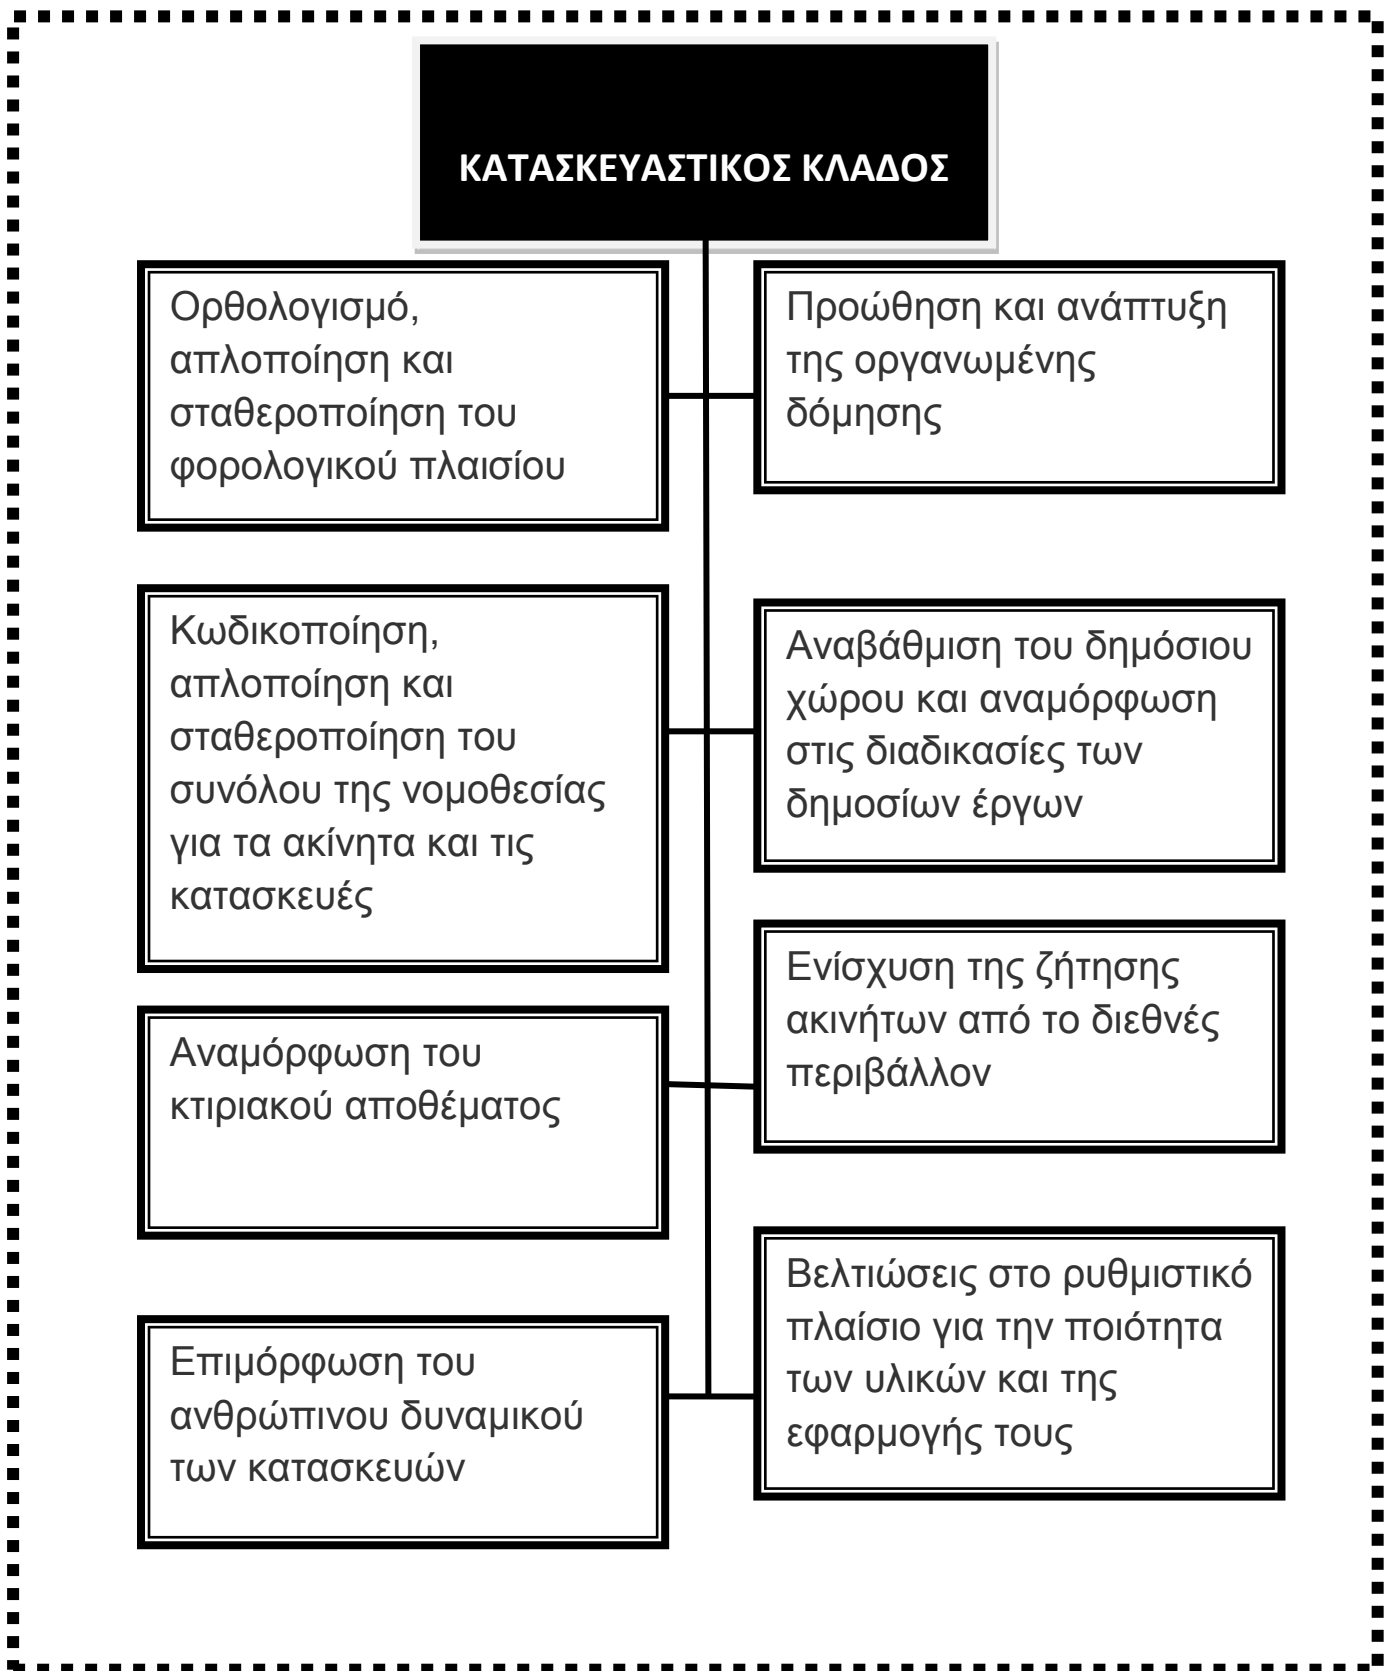 ΚΑΤΑΣΚΕΥΑΣΤΙΚΟΣ ΚΛΑΔΟΣ
Ορθολογισμό,
απλοποίηση και
σταθεροποίηση του
φορολογικού πλαισίου
Προώθηση και ανάπτυξη
της οργανωμένης
δόμησης
Κωδικοποίηση,
απλοποίηση και
σταθεροποίηση του
συνόλου της νομοθεσίας
για τα ακίνητα και τις
κατασκευές
Αναβάθμιση του δημόσιου
χώρου και αναμόρφωση
στις διαδικασίες των
δημοσίων έργων
Αναμόρφωση του
κτιριακού αποθέματος
Ενίσχυση της ζήτησης
ακινήτων από το διεθνές
περιβάλλον
Επιμόρφωση του
ανθρώπινου δυναμικού
των κατασκευών
Βελτιώσεις στο ρυθμιστικό
πλαίσιο για την ποιότητα
των υλικών και της
εφαρμογής τους